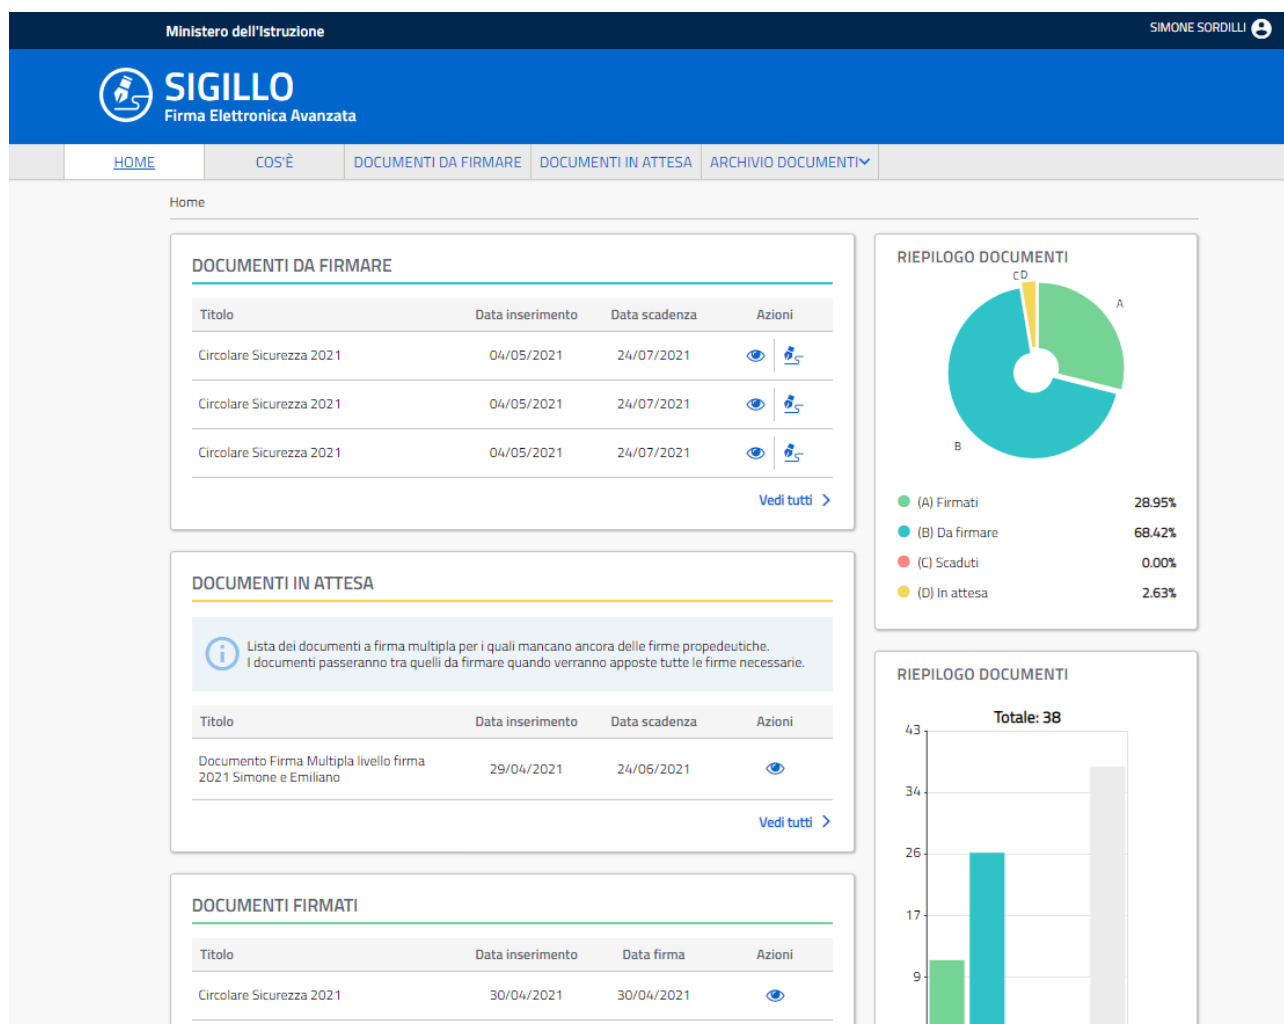 Ministero dell'Istruzione
SIMONE SORDILLI
SIGILLO
Firma Elettronica Avanzata
HOME
COS'È
DOCUMENTI DA FIRMARE
DOCUMENTI IN ATTESA
ARCHIVIO DOCUMENTI
Home
DOCUMENTI DA FIRMARE
Titolo Data inserimento Data scadenza Azioni
Circolare Sicurezza 2021 04/05/2021 24/07/2021
Circolare Sicurezza 2021 04/05/2021 24/07/2021
Circolare Sicurezza 2021 04/05/2021 24/07/2021
Vedi tutti
DOCUMENTI IN ATTESA
Lista dei documenti a firma multipla per i quali mancano ancora delle firme propedeutiche.
I documenti passeranno tra quelli da firmare quando verranno apposte tutte le firme necessarie.
Titolo Data inserimento Data scadenza Azioni
Documento Firma Multipla livello firma
2021 Simone e Emiliano 29/04/2021 24/06/2021
Vedi tutti
DOCUMENTI FIRMATI
Titolo Data inserimento Data firma Azioni
Circolare Sicurezza 2021 30/04/2021 30/04/2021
RIEPILOGO DOCUMENTI
C D
A
B
(A) Firmati 28.95%
(B) Da firmare 68.42%
(C) Scaduti 0.00%
(D) In attesa 2.63%
RIEPILOGO DOCUMENTI
Totale: 38
43
34
26
17
9